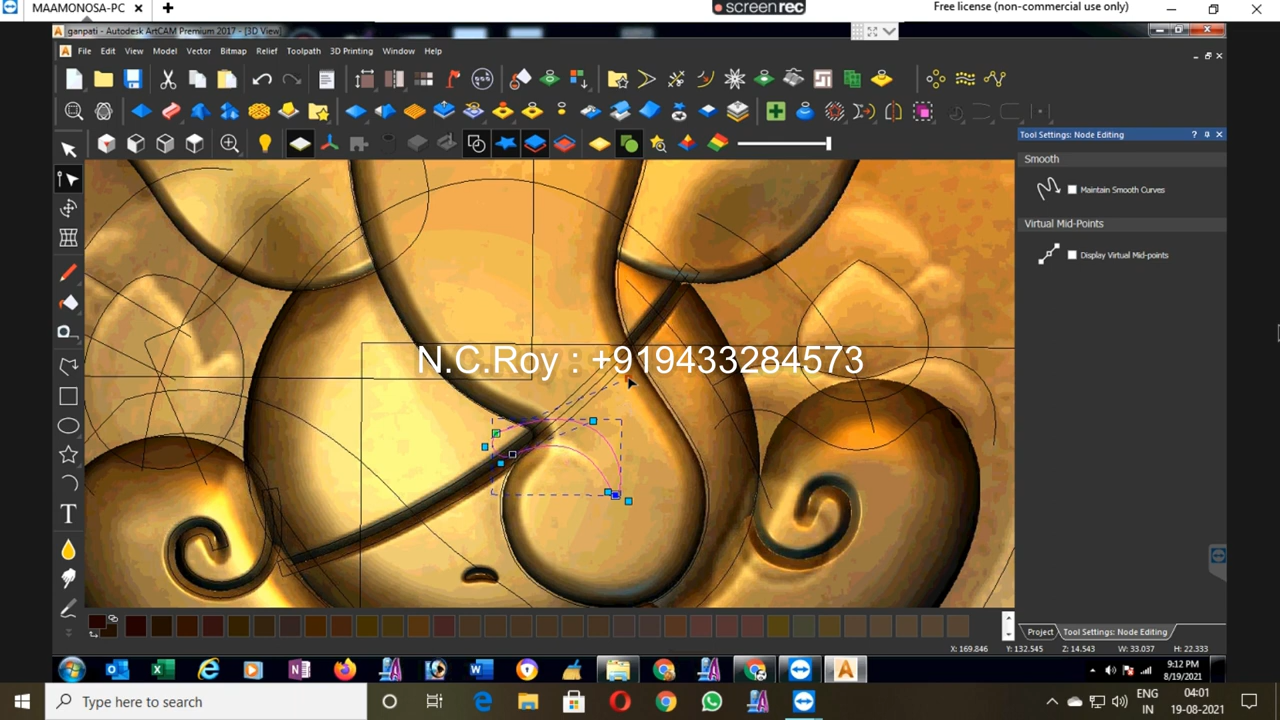 MAAMONOSA-PC
screenrec
Free license (non-commercial use only)
ganpati - Autodesk ArtCAM Premium 2017 - [3D View]
File Edit View Model Vector Bitmap Relief Toolpath 3D Printing Window Help
Tool Settings: Node Editing
Smooth
Maintain Smooth Curves
Virtual Mid-Points
Display Virtual Mid-points
N.C.Roy : +919433284573
Project Tool Settings: Node Editing
X: 169.846 Y: 132.545 Z: 14.543 W: 33.037 H: 22.333
9:12 PM
8/19/2021
Type here to search
ENG
IN
04:01
19-08-2021